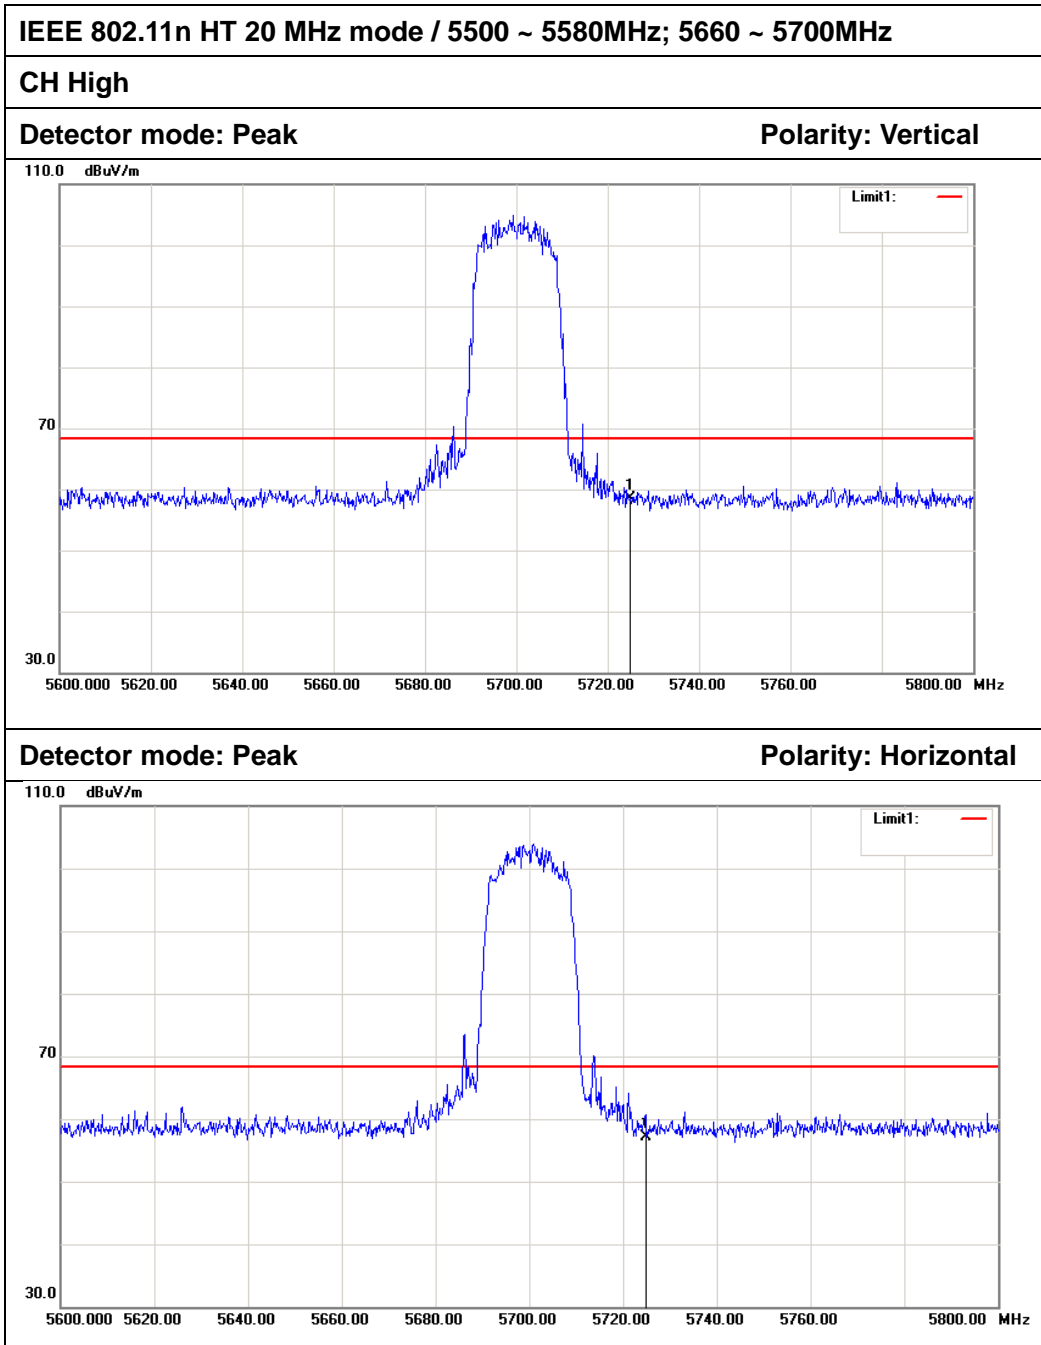 IEEE 802.11n HT 20 MHz mode / 5500 ~ 5580MHz; 5660 ~ 5700MHz
CH High
Detector mode: Peak Polarity: Vertical
110.0 dBuV/m
Limit1:
70
1
30.0
5600.000 5620.00 5640.00 5660.00 5680.00 5700.00 5720.00 5740.00 5760.00 5800.00 MHz
Detector mode: Peak Polarity: Horizontal
110.0 dBuV/m
Limit1:
70
1
30.0
5600.000 5620.00 5640.00 5660.00 5680.00 5700.00 5720.00 5740.00 5760.00 5800.00 MHz